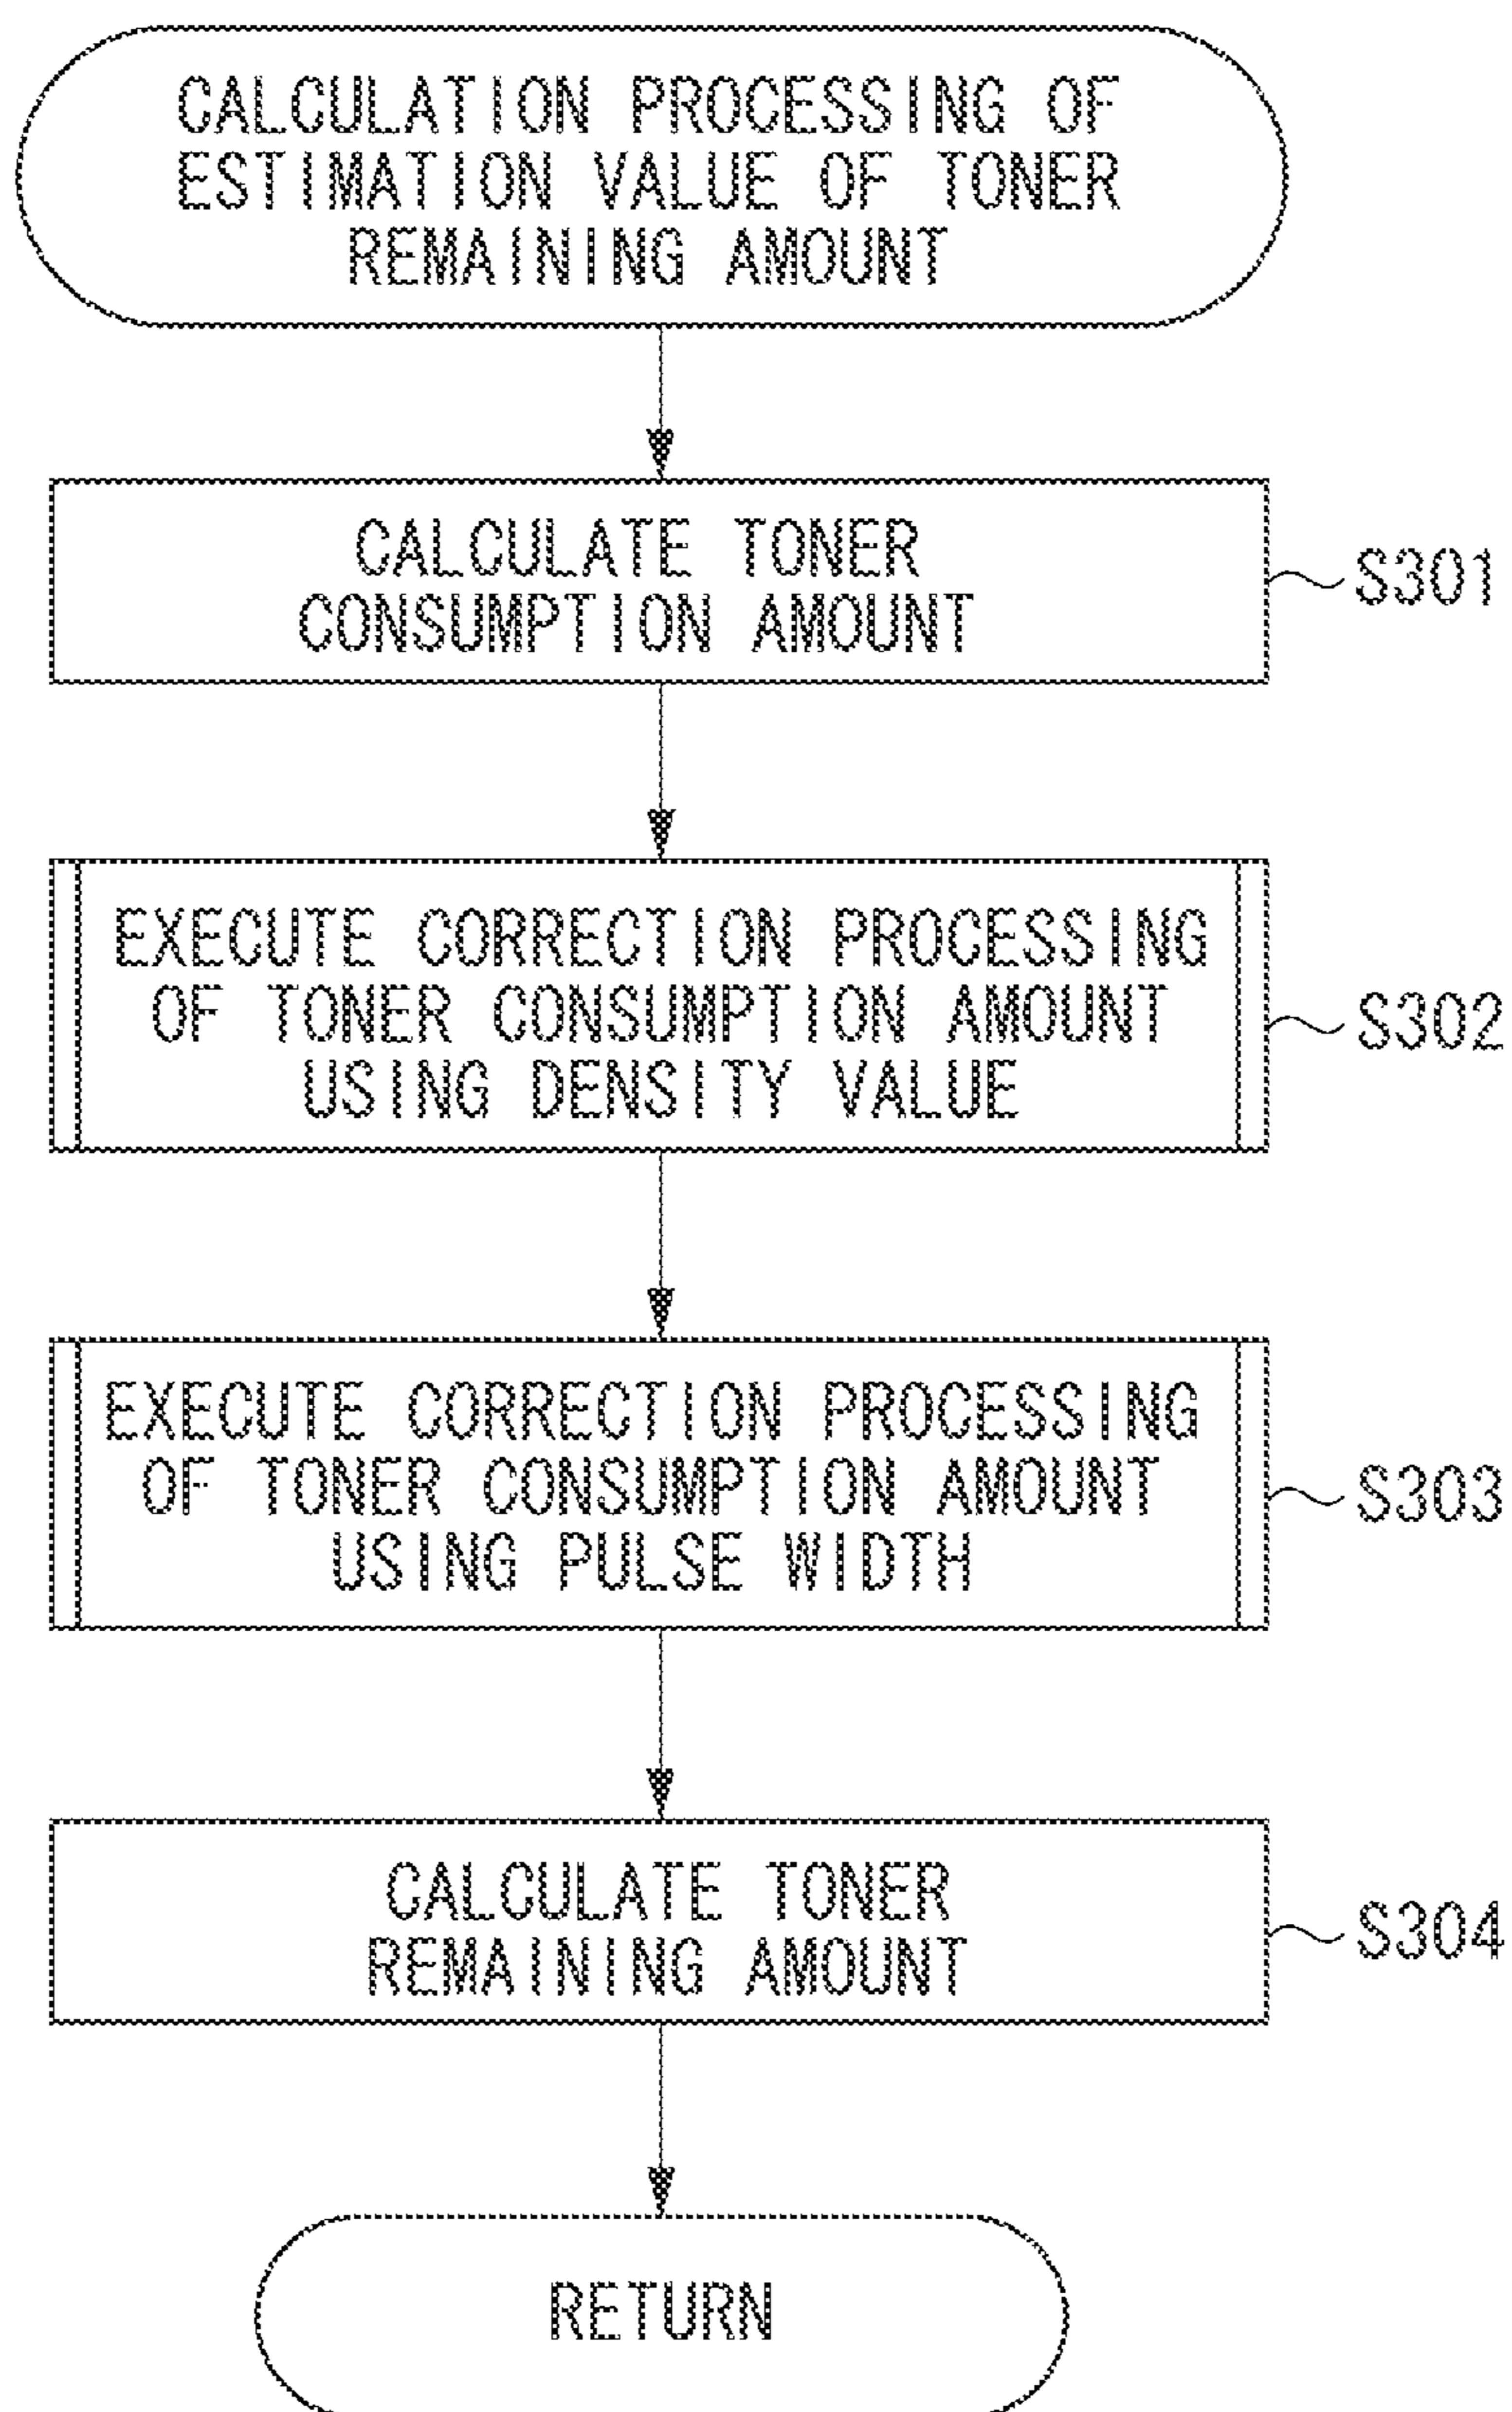 CALCULATION PROCESSING OF
ESTIMATION VALUE OF TONER
REMAINING AMOUNT
CALCULATE TONER
CONSUMPTION AMOUNT
S301
EXECUTE CORRECTION PROCESSING
OF TONER CONSUMPTION AMOUNT
USING DENSITY VALUE
S302
EXECUTE CORRECTION PROCESSING
OF TONER CONSUMPTION AMOUNT
USING PULSE WIDTH
S303
CALCULATE TONER
REMAINING AMOUNT
S304
RETURN